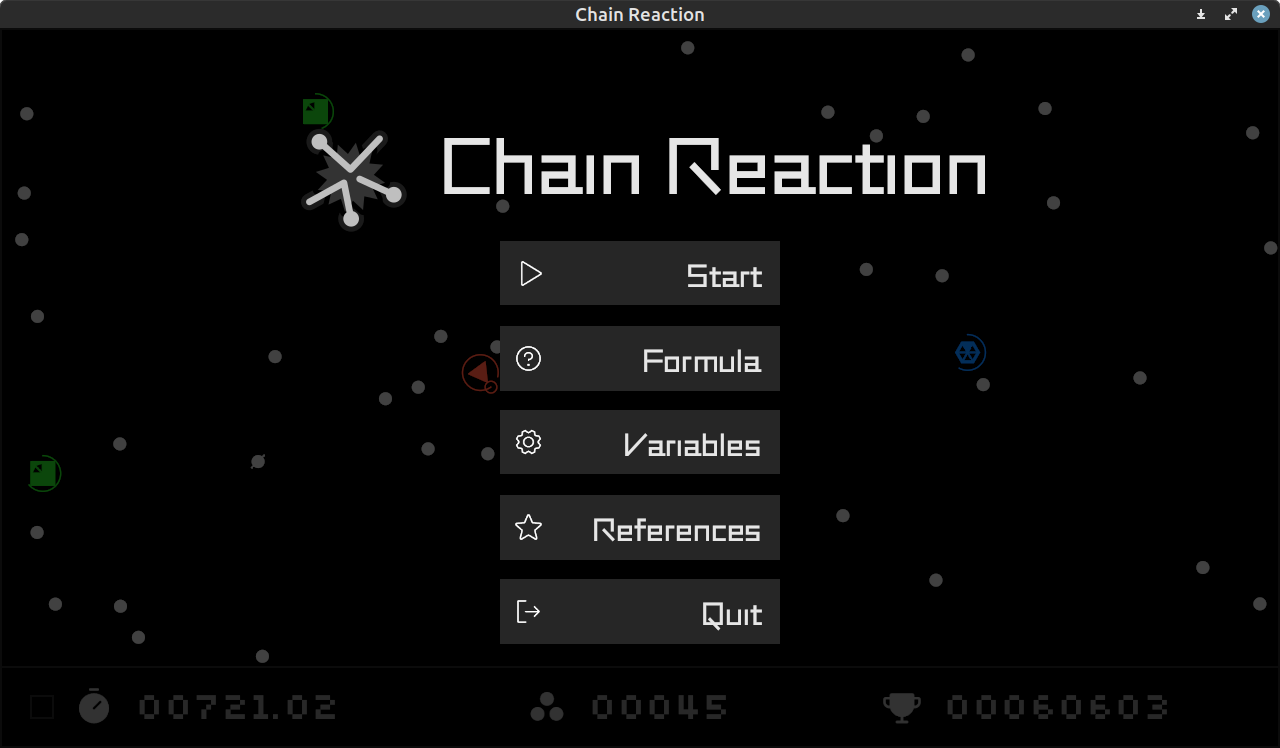 Chain Reaction
Chain Reaction
Start
Formula
Variables
References
Quit
00721.02 00045 00060603